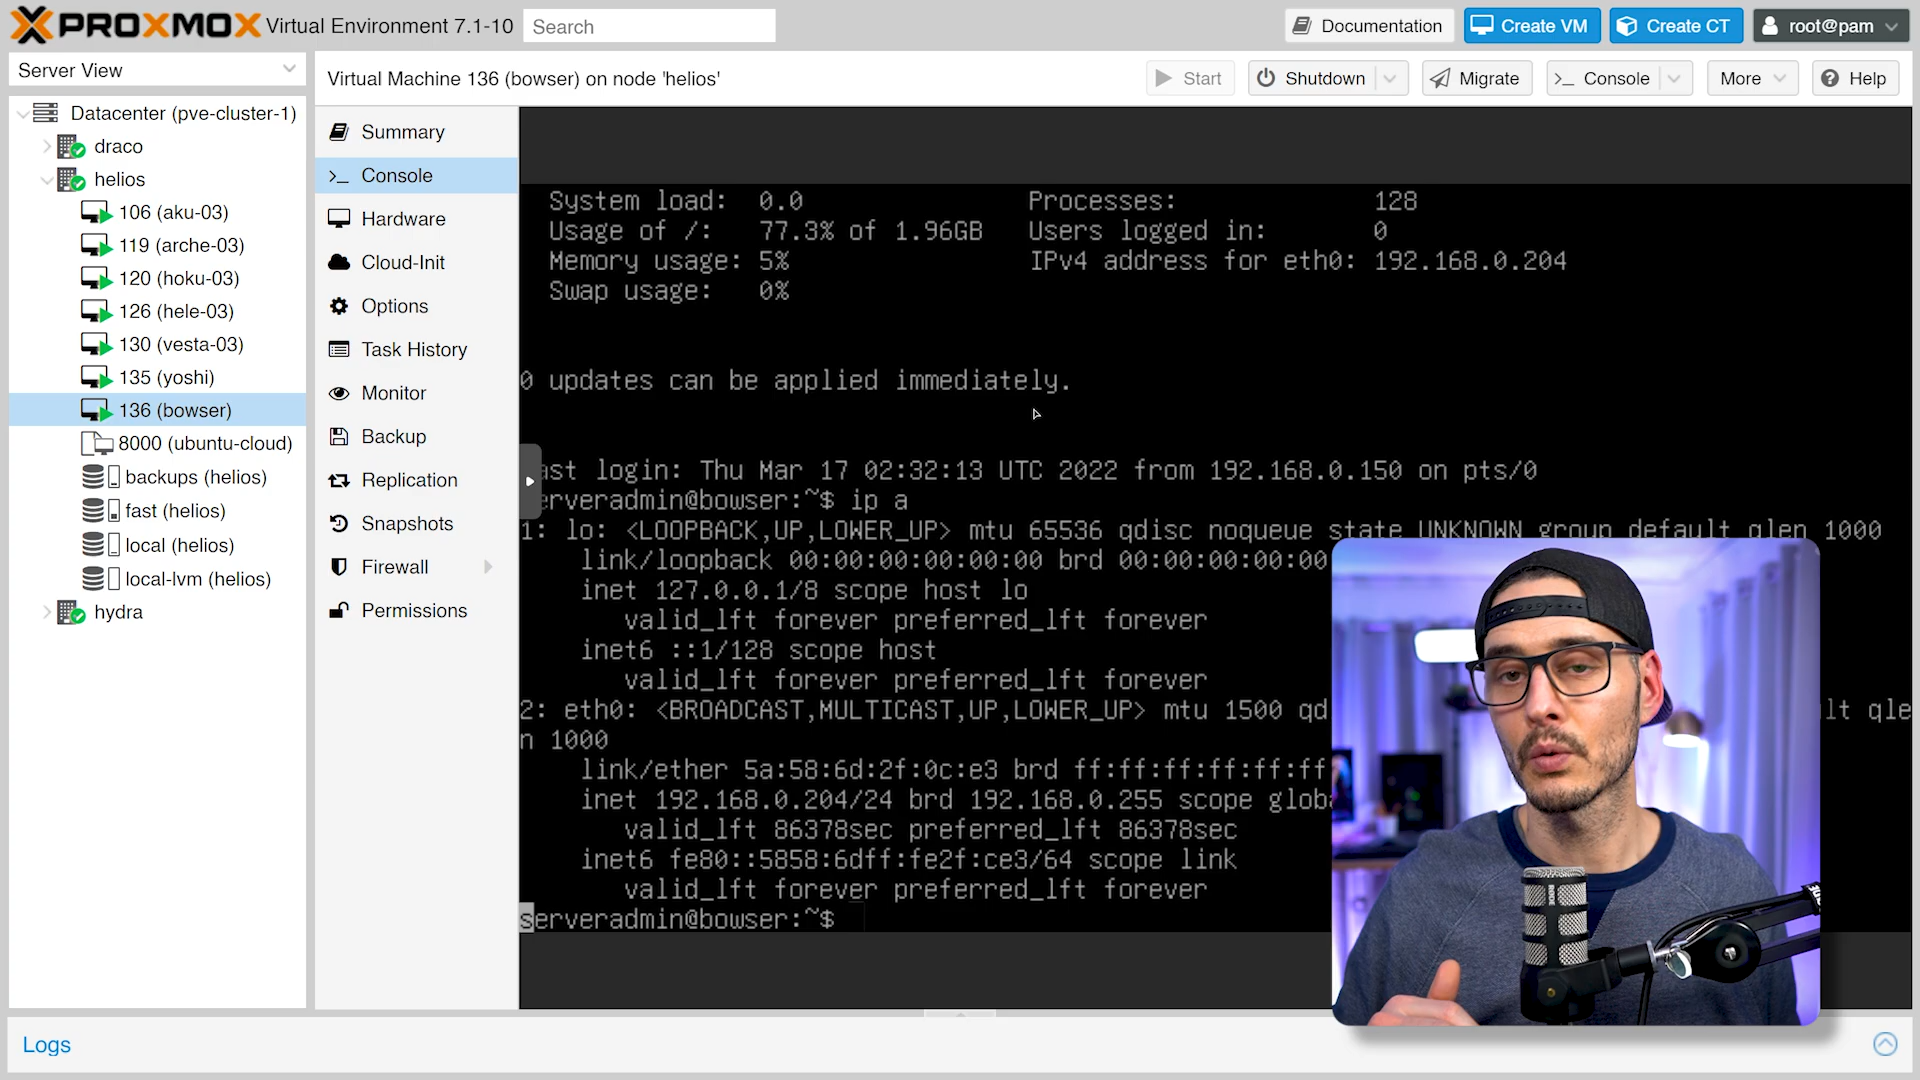 PROXMOX Virtual Environment 7.1-10 Search Documentation Create VM Create CT root@pam
Server View
Datacenter (pve-cluster-1)
draco
helios
106 (aku-03)
119 (arche-03)
120 (hoku-03)
126 (hele-03)
130 (vesta-03)
135 (yoshi)
136 (bowser)
8000 (ubuntu-cloud)
backups (helios)
fast (helios)
local (helios)
local-lvm (helios)
hydra
Virtual Machine 136 (bowser) on node 'helios' Start Shutdown Migrate >_ Console More Help
Summary
>_ Console
Hardware
Cloud-Init
Options
Task History
Monitor
Backup
Replication
Snapshots
Firewall
Permissions
System load: 0.0 Processes: 128
Usage of /: 77.3% of 1.96GB Users logged in: 0
Memory usage: 5% IPv4 address for eth0: 192.168.0.204
Swap usage: 0%
0 updates can be applied immediately.
ast login: Thu Mar 17 02:32:13 UTC 2022 from 192.168.0.150 on pts/0
erveradmin@bowser:~$ ip a
1: lo: <LOOPBACK,UP,LOWER_UP> mtu 65536 qdisc noqueue state UNKNOWN group default qlen 1000
link/loopback 00:00:00:00:00:00 brd 00:00:00:00:00
inet 127.0.0.1/8 scope host lo
valid_lft forever preferred_lft forever
inet6 ::1/128 scope host
valid_lft forever preferred_lft forever
2: eth0: <BROADCAST,MULTICAST,UP,LOWER_UP> mtu 1500 qd lt qle
n 1000
link/ether 5a:58:6d:2f:0c:e3 brd ff:ff:ff:ff:ff:ff
inet 192.168.0.204/24 brd 192.168.0.255 scope glob
valid_lft 86378sec preferred_lft 86378sec
inet6 fe80::5858:6dff:fe2f:ce3/64 scope link
valid_lft forever preferred_lft forever
serveradmin@bowser:~$
Logs